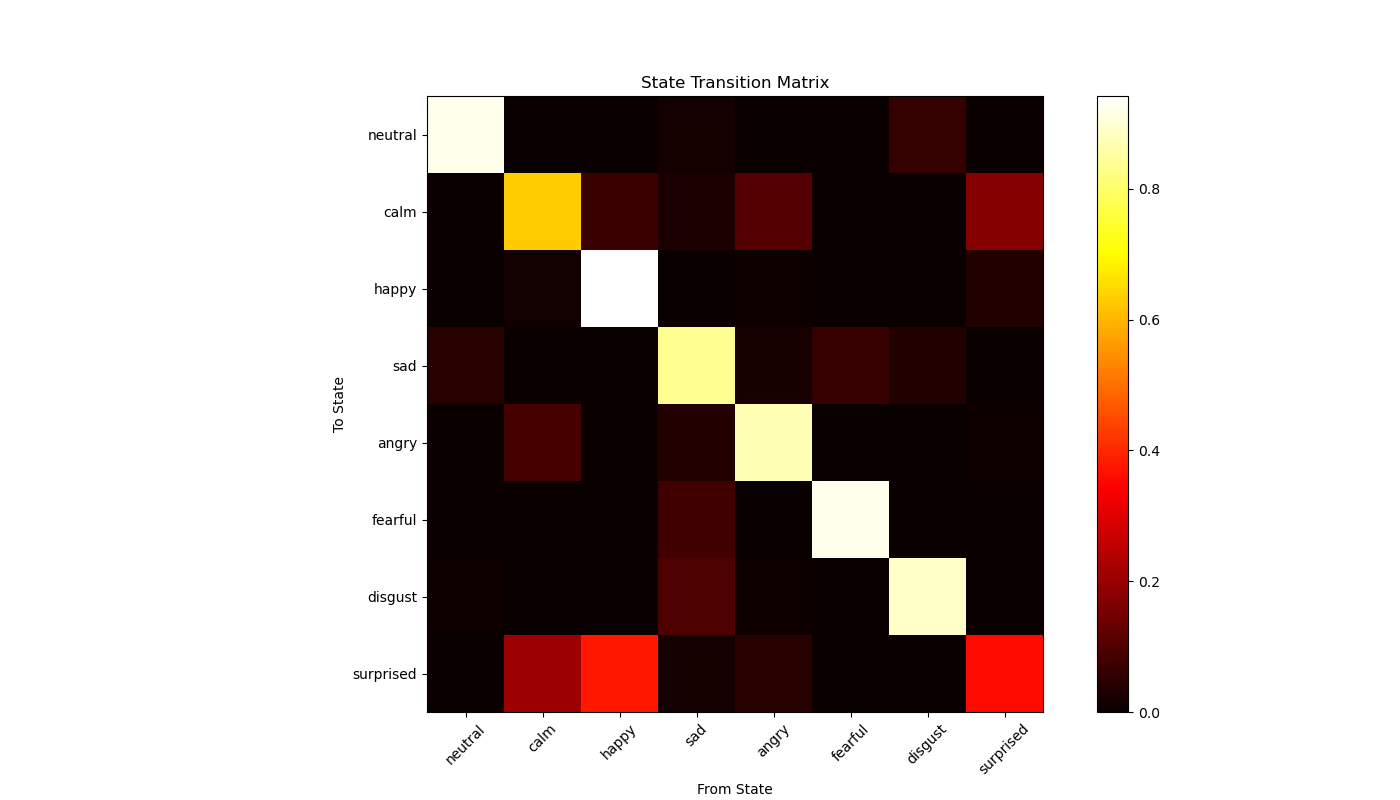 State Transition Matrix
neutral
calm
happy
sad
angry
fearful
disgust
surprised
To State
neutral
calm
happy
sad
angry
fearful
disgust
surprised
From State
0.8
0.6
0.4
0.2
0.0